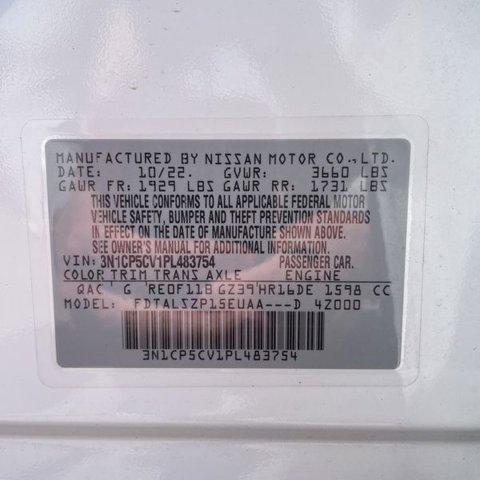 MANUFACTURED BY NISSAN MOTOR CO.,LTD.
DATE: 10/22. GVWR: 3660 LBS
GAWR FR: 1929 LBS GAWR RR: 1731 LBS
THIS VEHICLE CONFORMS TO ALL APPLICABLE FEDERAL MOTOR
VEHICLE SAFETY, BUMPER AND THEFT PREVENTION STANDARDS
IN EFFECT ON THE DATE OF MANUFACTURE SHOWN ABOVE.
SEE OWNER'S MANUAL FOR ADDITIONAL INFORMATION.
VIN: 3N1CP5CV1PL483754 PASSENGER CAR.
COLOR TRIM TRANS AXLE ENGINE
QAC G RE0F11B GZ39 HR16DE 1598 CC
MODEL: FDTALSZP15EUAA---D 4Z000
3N1CP5CV1PL483754